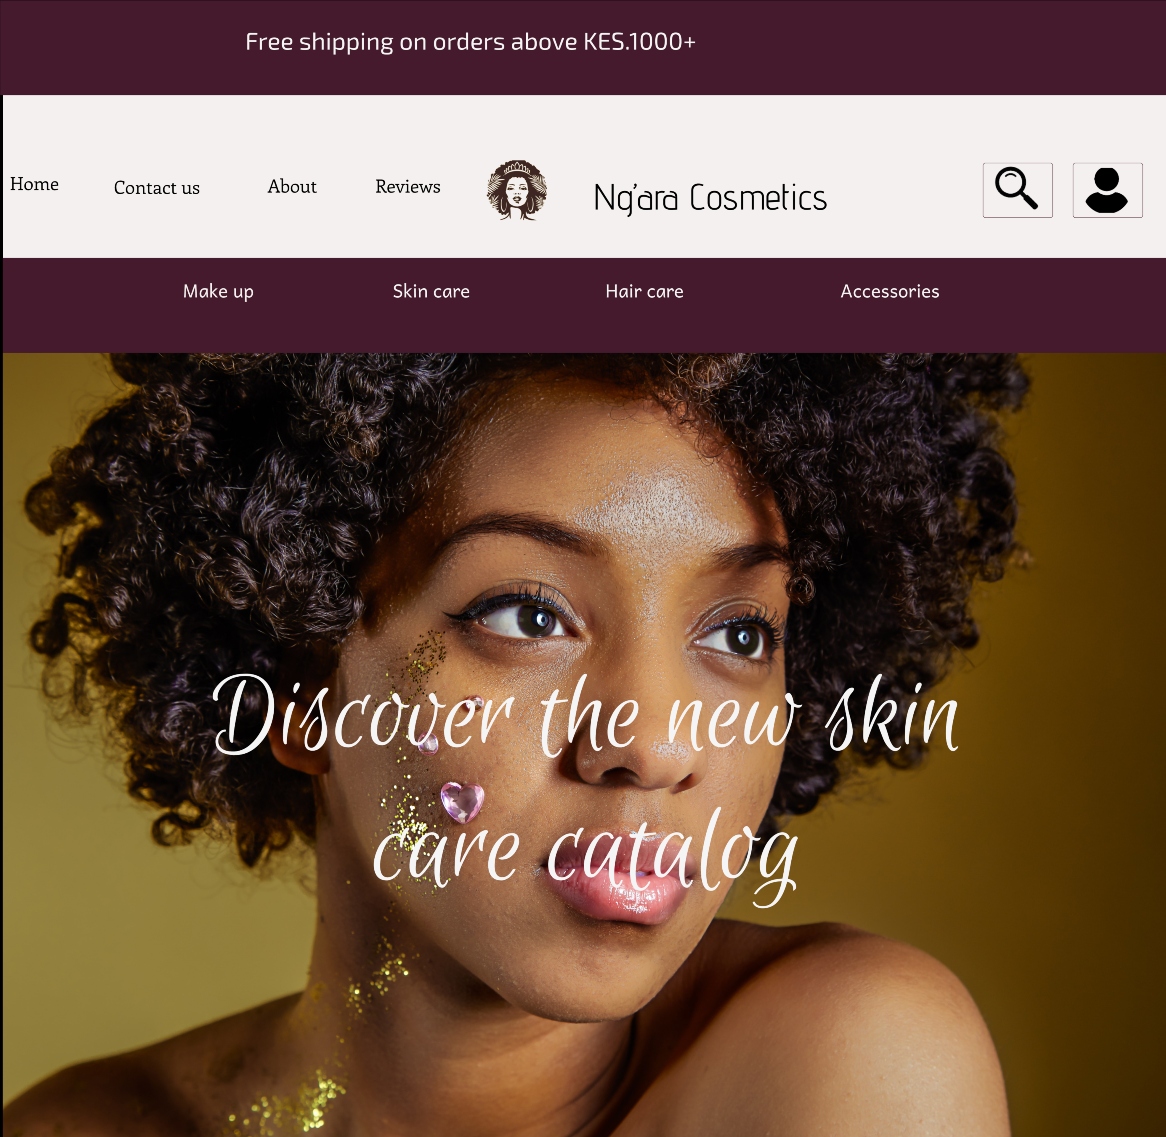 Free shipping on orders above KES.1000+
Home Contact us About Reviews Ng'ara Cosmetics
Make up Skin care Hair care Accessories
Discover the new skin
care catalog